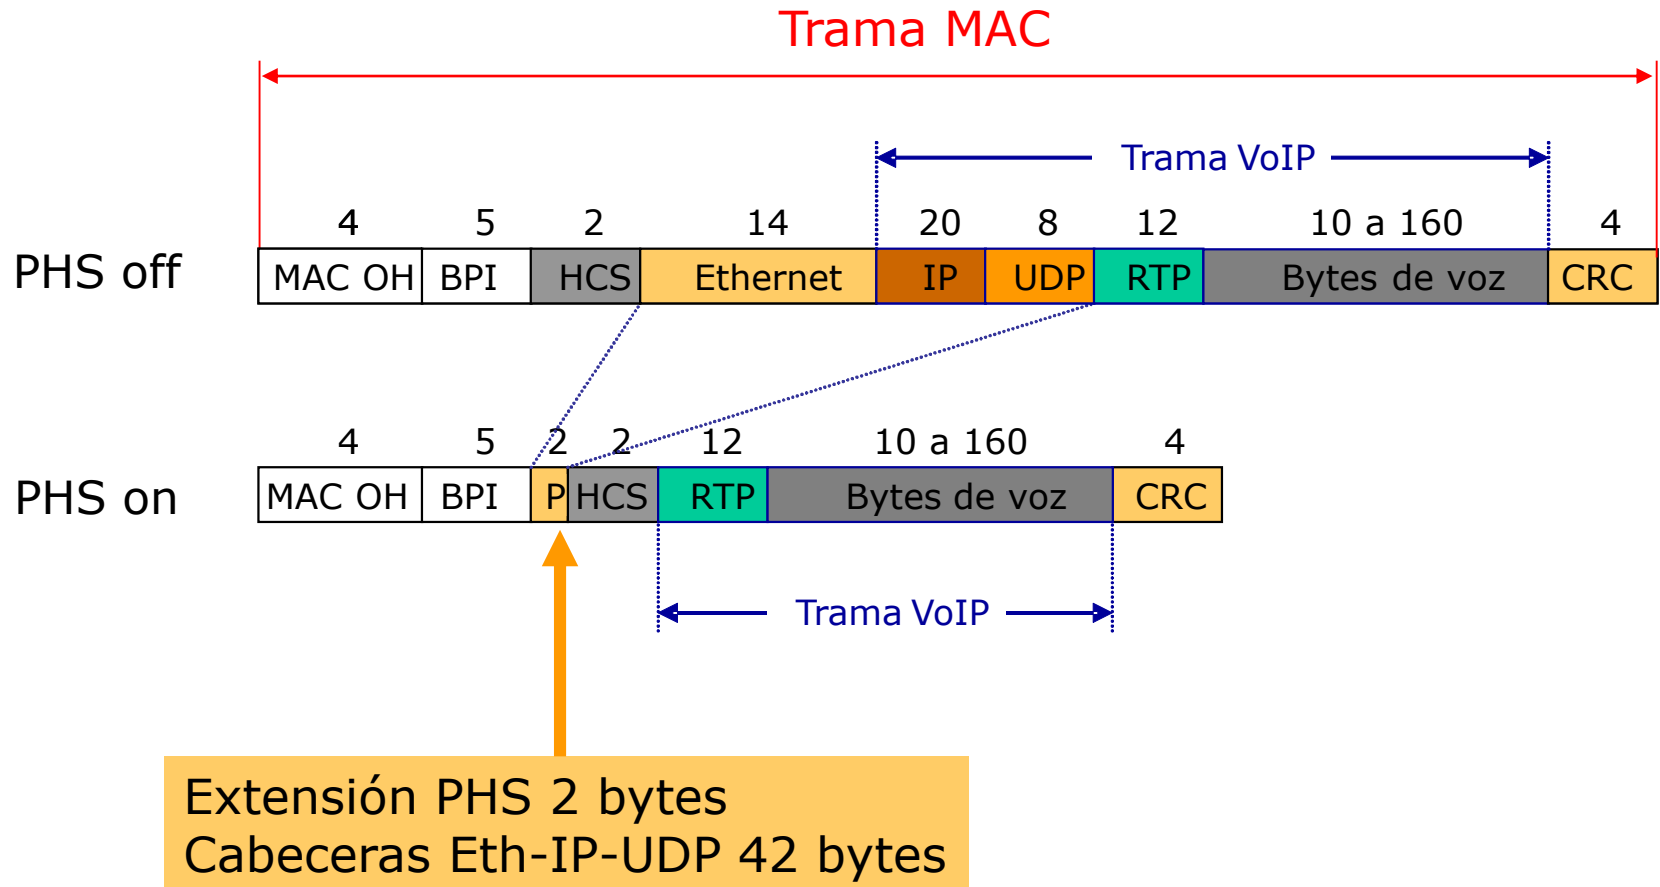 Trama MAC
Trama VoIP
4 5 2 14 20 8 12 10 a 160 4
PHS off MAC OH BPI HCS Ethernet IP UDP RTP Bytes de voz CRC
4 5 2 2 12 10 a 160 4
PHS on MAC OH BPI P HCS RTP Bytes de voz CRC
Trama VoIP
Extensión PHS 2 bytes
Cabeceras Eth-IP-UDP 42 bytes